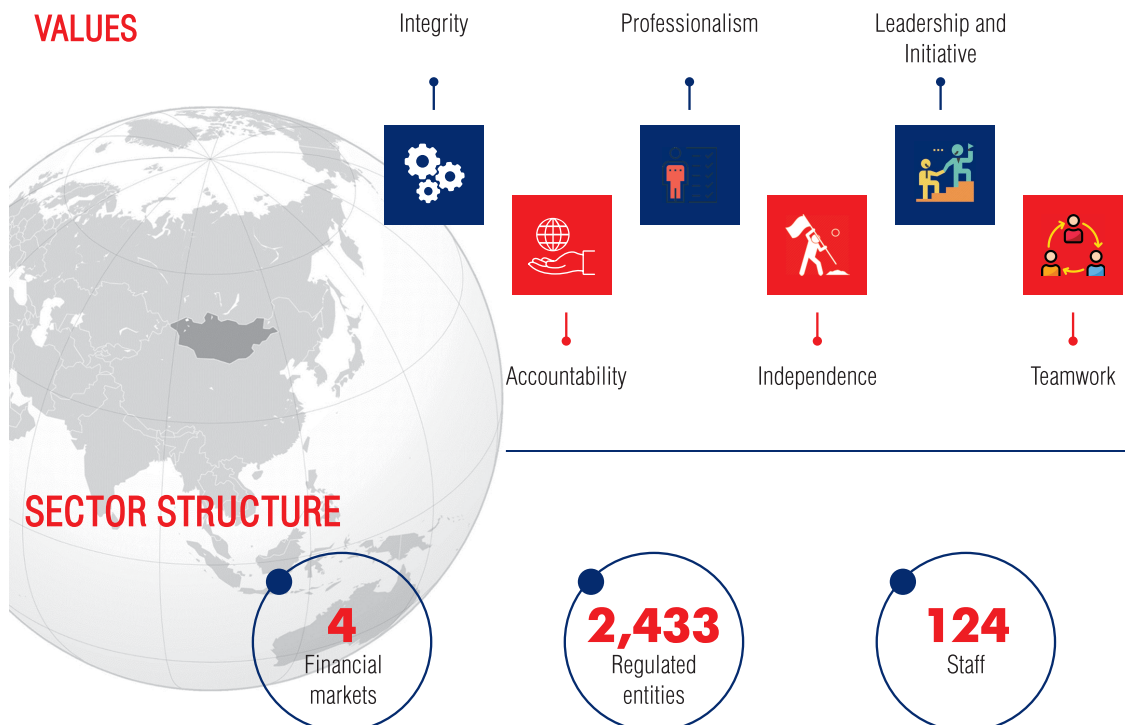 VALUES
Integrity
Professionalism
Leadership and
Initiative
Accountability
Independence
Teamwork
SECTOR STRUCTURE
4
Financial
markets
2,433
Regulated
entities
124
Staff